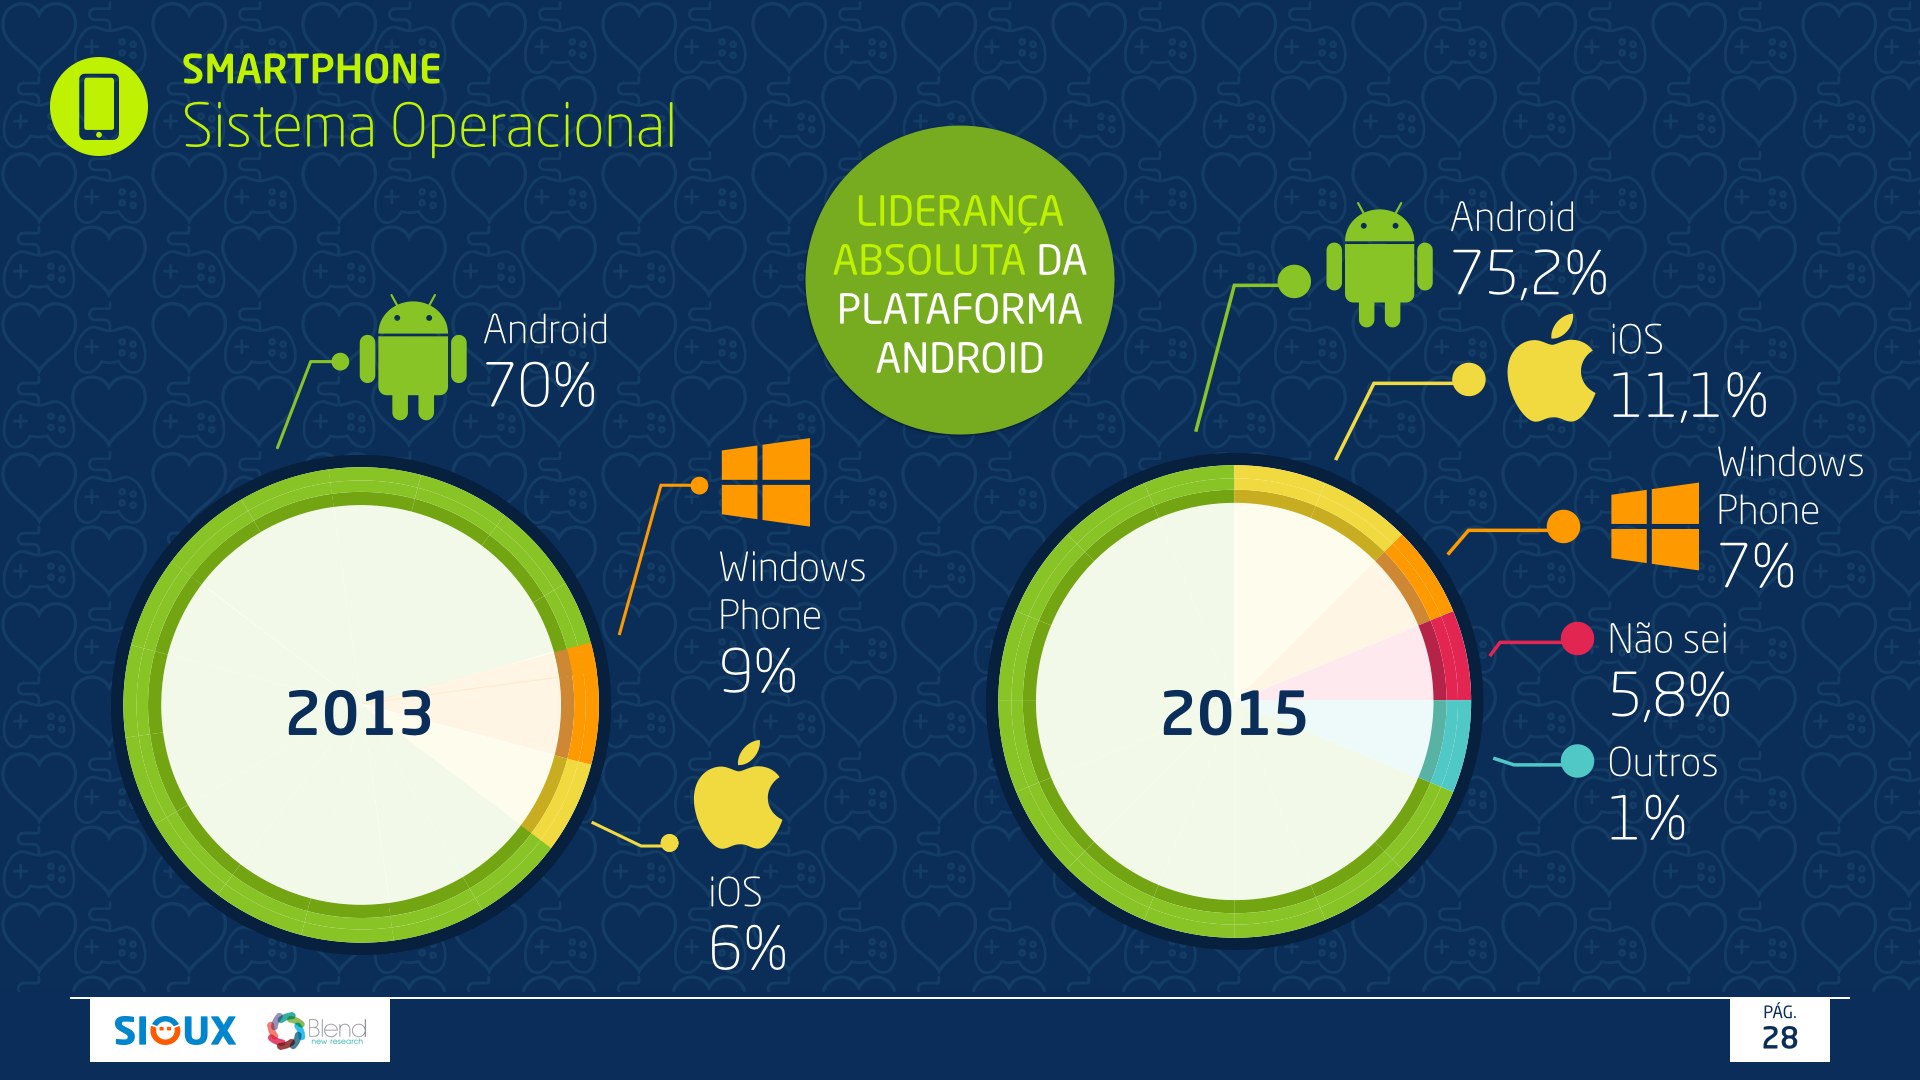 SMARTPHONE
Sistema Operacional
LIDERANÇA
ABSOLUTA DA
PLATAFORMA
ANDROID
Android
70%
Windows
Phone
9%
iOS
6%
2013
Android
75,2%
iOS
11,1%
Windows
Phone
7%
Não sei
5,8%
Outros
1%
2015
SIOUX
Blend
new research
PÁG.
28